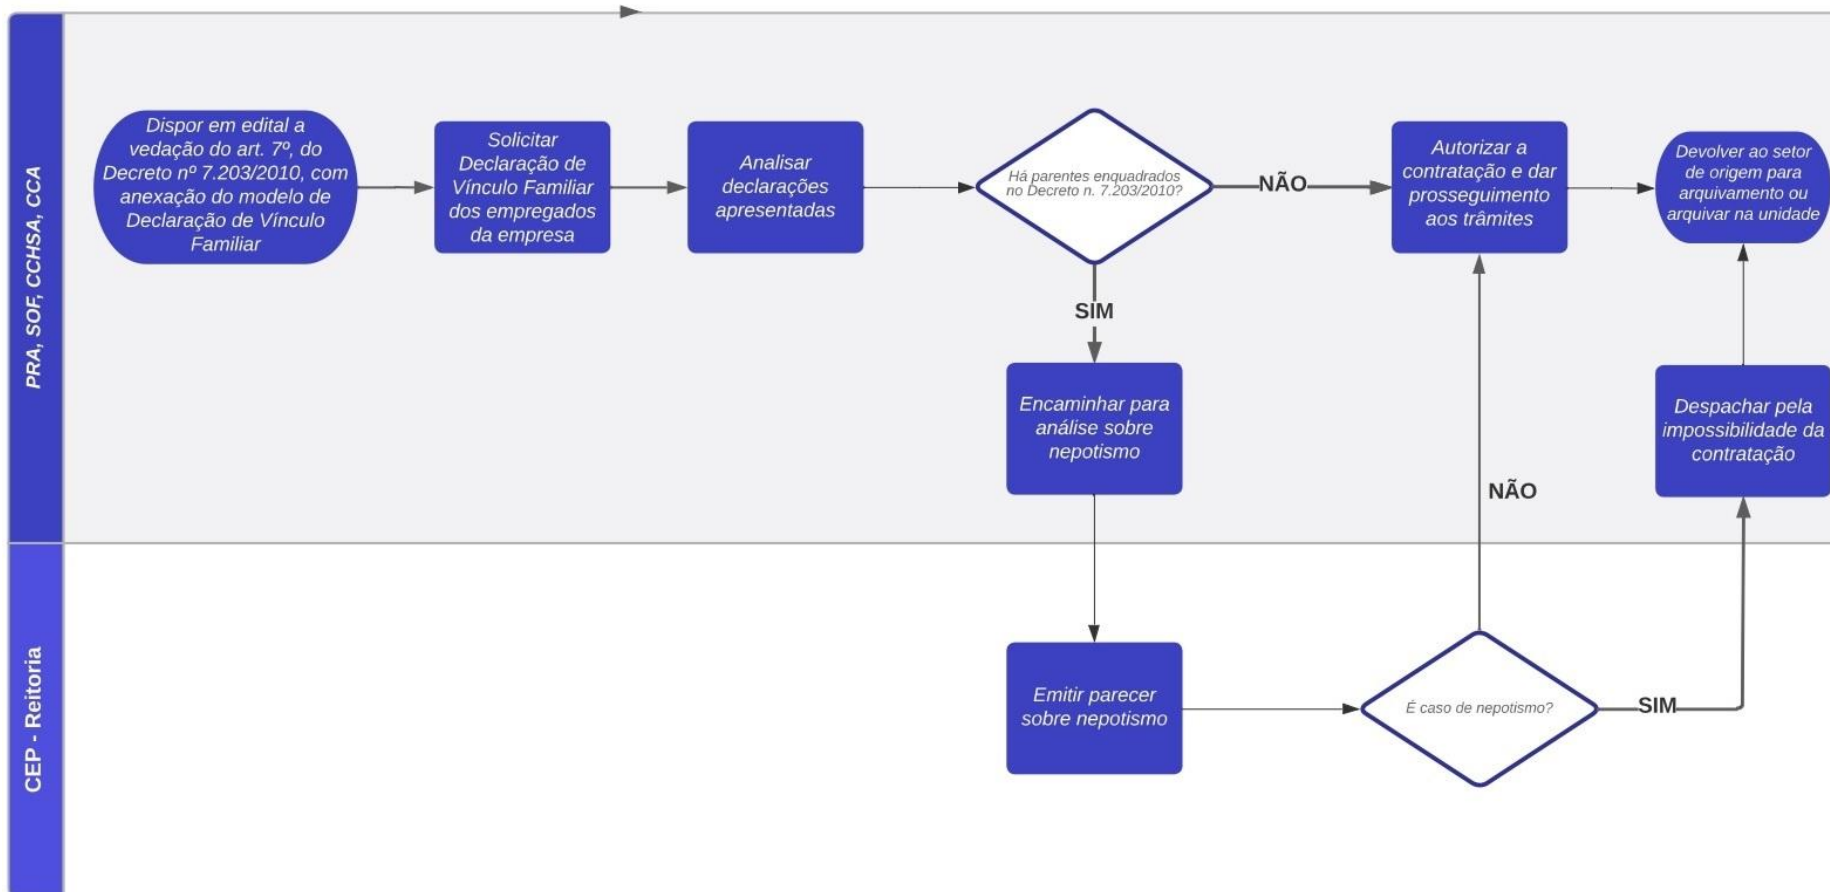 PRA, SOF, CCHSA, CCA
Dispor em edital a
vedação do art. 7º, do
Decreto nº 7.203/2010, com
anexação do modelo de
Declaração de Vínculo
Familiar
Solicitar
Declaração de
Vínculo Familiar
dos empregados
da empresa
Analisar
declarações
apresentadas
Há parentes enquadrados
no Decreto n. 7.203/2010?
NÃO
Autorizar a
contratação e dar
prosseguimento
aos trâmites
Devolver ao setor
de origem para
arquivamento ou
arquivar na unidade
SIM
Encaminhar para
análise sobre
nepotismo
Despachar pela
impossibilidade da
contratação
NÃO
CEP - Reitoria
Emitir parecer
sobre nepotismo
É caso de nepotismo?
SIM